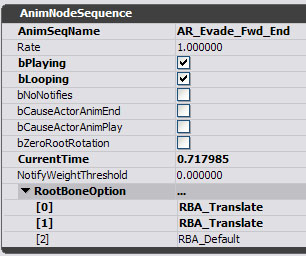 AnimNodeSequence
AnimSeqName AR_Evade_Fwd_End
Rate 1.000000
bPlaying
bLooping
bNoNotifies
bCauseActorAnimEnd
bCauseActorAnimPlay
bZeroRootRotation
CurrentTime 0.717985
NotifyWeightThreshold 0.000000
RootBoneOption ...
[0] RBA_Translate
[1] RBA_Translate
[2] RBA_Default